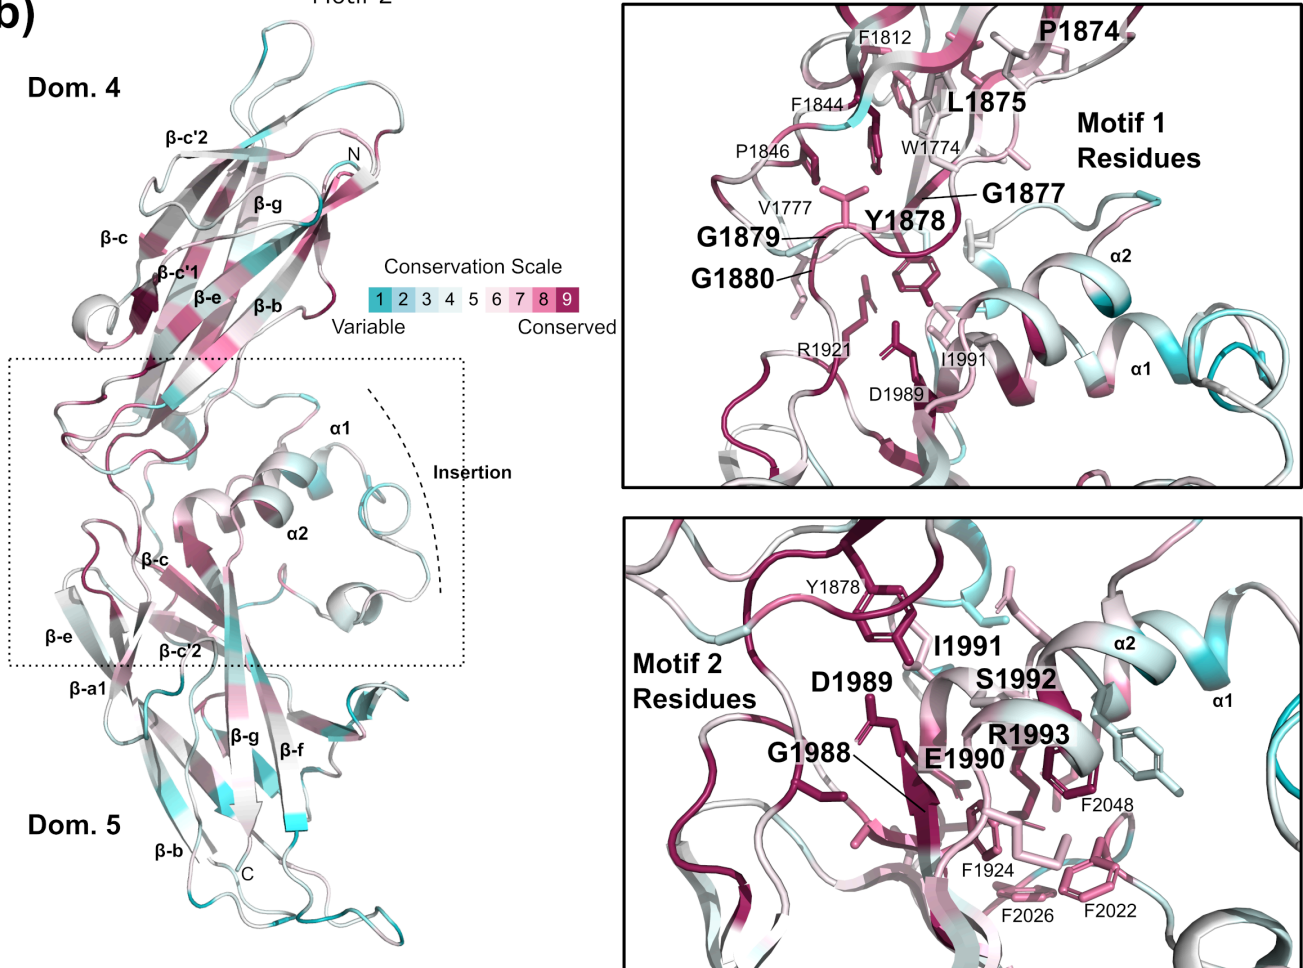 b)
Dom. 4
β-c'2
N
β-g
β-c
β-c'1
β-e
β-b
Conservation Scale
1 2 3 4 5 6 7 8 9
Variable
Conserved
α1
Insertion
α2
β-c
β-e
β-c'2
β-a1
β-g
β-f
Dom. 5
β-b
C
F1812
P1874
F1844
L1875
Motif 1
Residues
P1846
W1774
V1777
G1877
Y1878
G1879
G1880
α2
R1921
I1991
α1
D1989
Y1878
Motif 2
Residues
I1991
α2
D1989
S1992
α1
G1988
R1993
E1990
F2048
F1924
F2026
F2022